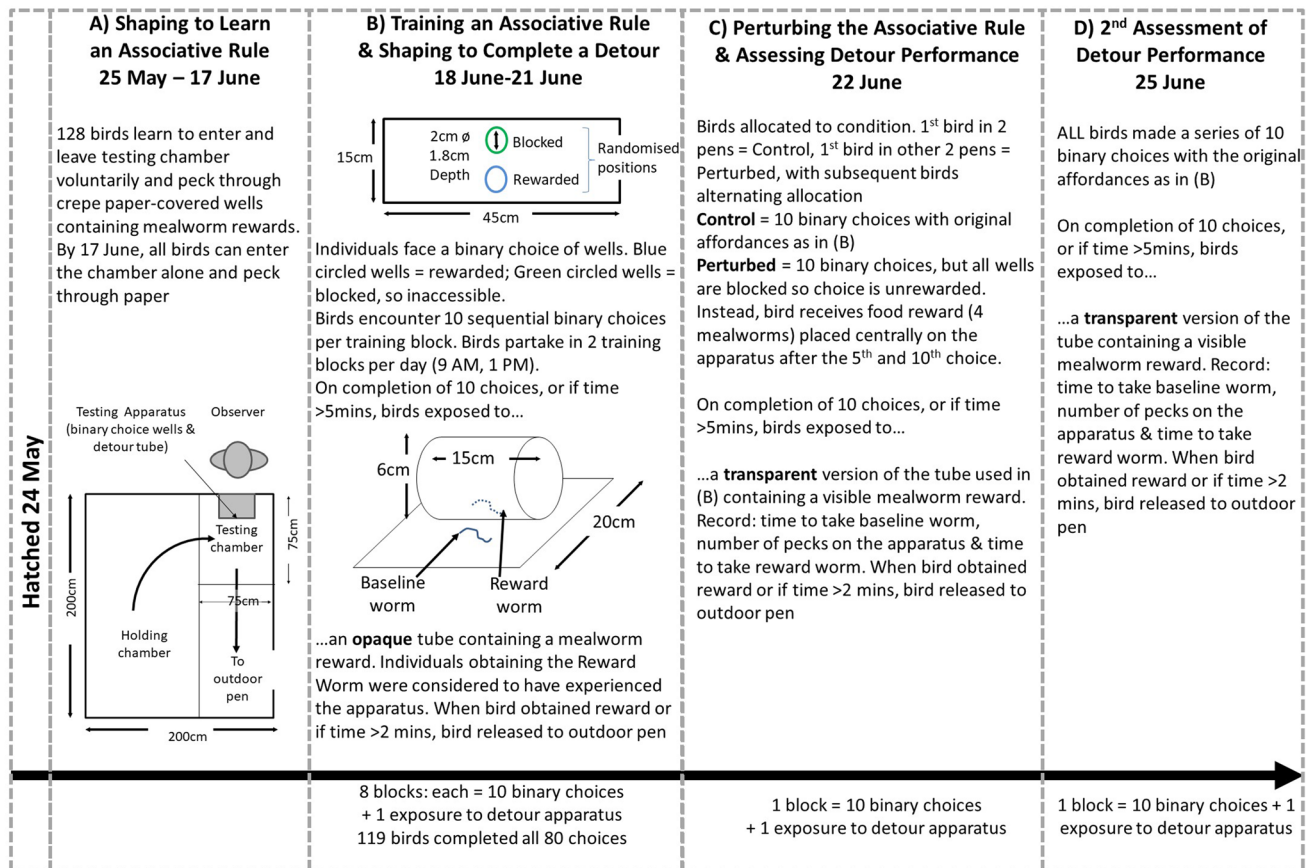 Hatched 24 May
A) Shaping to Learn
an Associative Rule
25 May – 17 June
128 birds learn to enter and
leave testing chamber
voluntarily and peck through
crepe paper-covered wells
containing mealworm rewards.
By 17 June, all birds can enter
the chamber alone and peck
through paper
Testing Apparatus
(binary choice wells &
detour tube)
Observer
Testing
chamber
75cm
75cm
200cm
Holding
chamber
To
outdoor
pen
200cm
B) Training an Associative Rule
& Shaping to Complete a Detour
18 June-21 June
15cm
2cm ø
1.8cm
Depth
Blocked
Rewarded
Randomised
positions
45cm
Individuals face a binary choice of wells. Blue
circled wells = rewarded; Green circled wells =
blocked, so inaccessible.
Birds encounter 10 sequential binary choices
per training block. Birds partake in 2 training
blocks per day (9 AM, 1 PM).
On completion of 10 choices, or if time
>5mins, birds exposed to…
6cm
15cm
20cm
Baseline
worm
Reward
worm
…an opaque tube containing a mealworm
reward. Individuals obtaining the Reward
Worm were considered to have experienced
the apparatus. When bird obtained reward or
if time >2 mins, bird released to outdoor pen
8 blocks: each = 10 binary choices
+ 1 exposure to detour apparatus
119 birds completed all 80 choices
C) Perturbing the Associative Rule
& Assessing Detour Performance
22 June
Birds allocated to condition. 1st bird in 2
pens = Control, 1st bird in other 2 pens =
Perturbed, with subsequent birds
alternating allocation
Control = 10 binary choices with original
affordances as in (B)
Perturbed = 10 binary choices, but all wells
are blocked so choice is unrewarded.
Instead, bird receives food reward (4
mealworms) placed centrally on the
apparatus after the 5th and 10th choice.
On completion of 10 choices, or if time
>5mins, birds exposed to…
…a transparent version of the tube used in
(B) containing a visible mealworm reward.
Record: time to take baseline worm,
number of pecks on the apparatus & time
to take reward worm. When bird obtained
reward or if time >2 mins, bird released to
outdoor pen
1 block = 10 binary choices
+ 1 exposure to detour apparatus
D) 2nd Assessment of
Detour Performance
25 June
ALL birds made a series of 10
binary choices with the original
affordances as in (B)
On completion of 10 choices,
or if time >5mins, birds
exposed to…
…a transparent version of the
tube containing a visible
mealworm reward. Record:
time to take baseline worm,
number of pecks on the
apparatus & time to take
reward worm. When bird
obtained reward or if time >2
mins, bird released to outdoor
pen
1 block = 10 binary choices + 1
exposure to detour apparatus